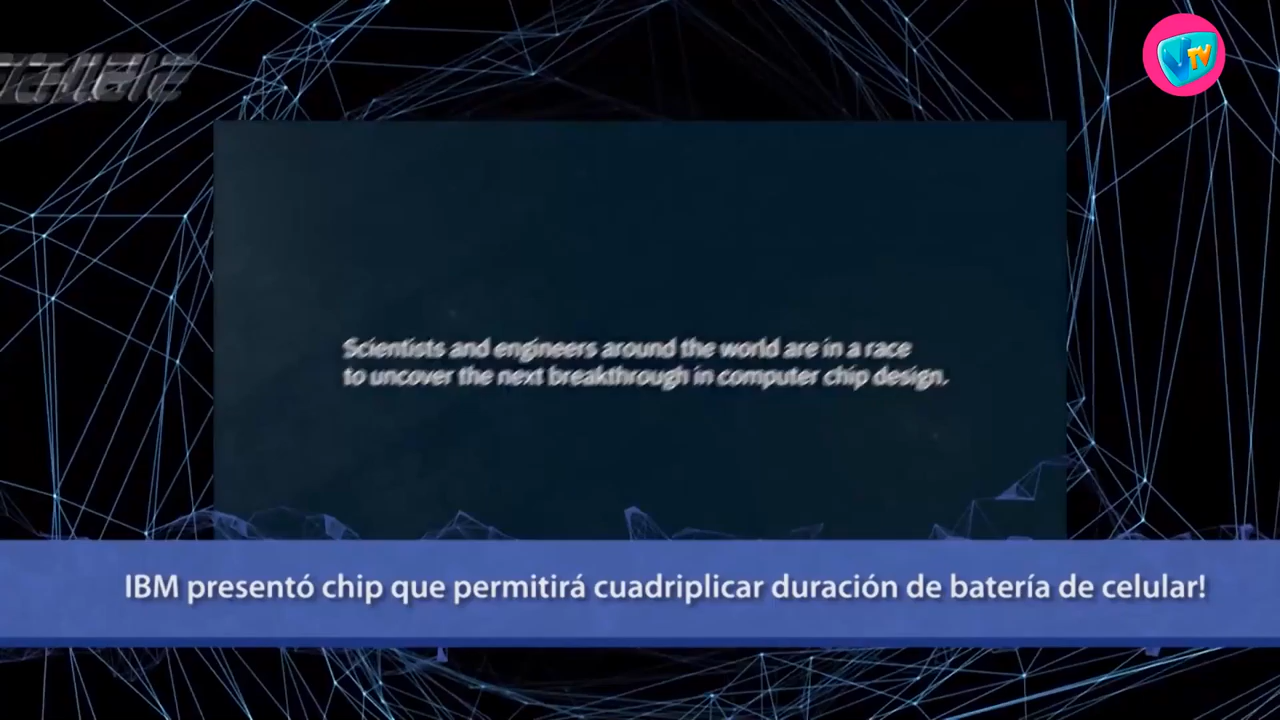 VTV
Scientists and engineers around the world are in a race
to uncover the next breakthrough in computer chip design.
IBM presentó chip que permitirá cuadriplicar duración de batería de celular!